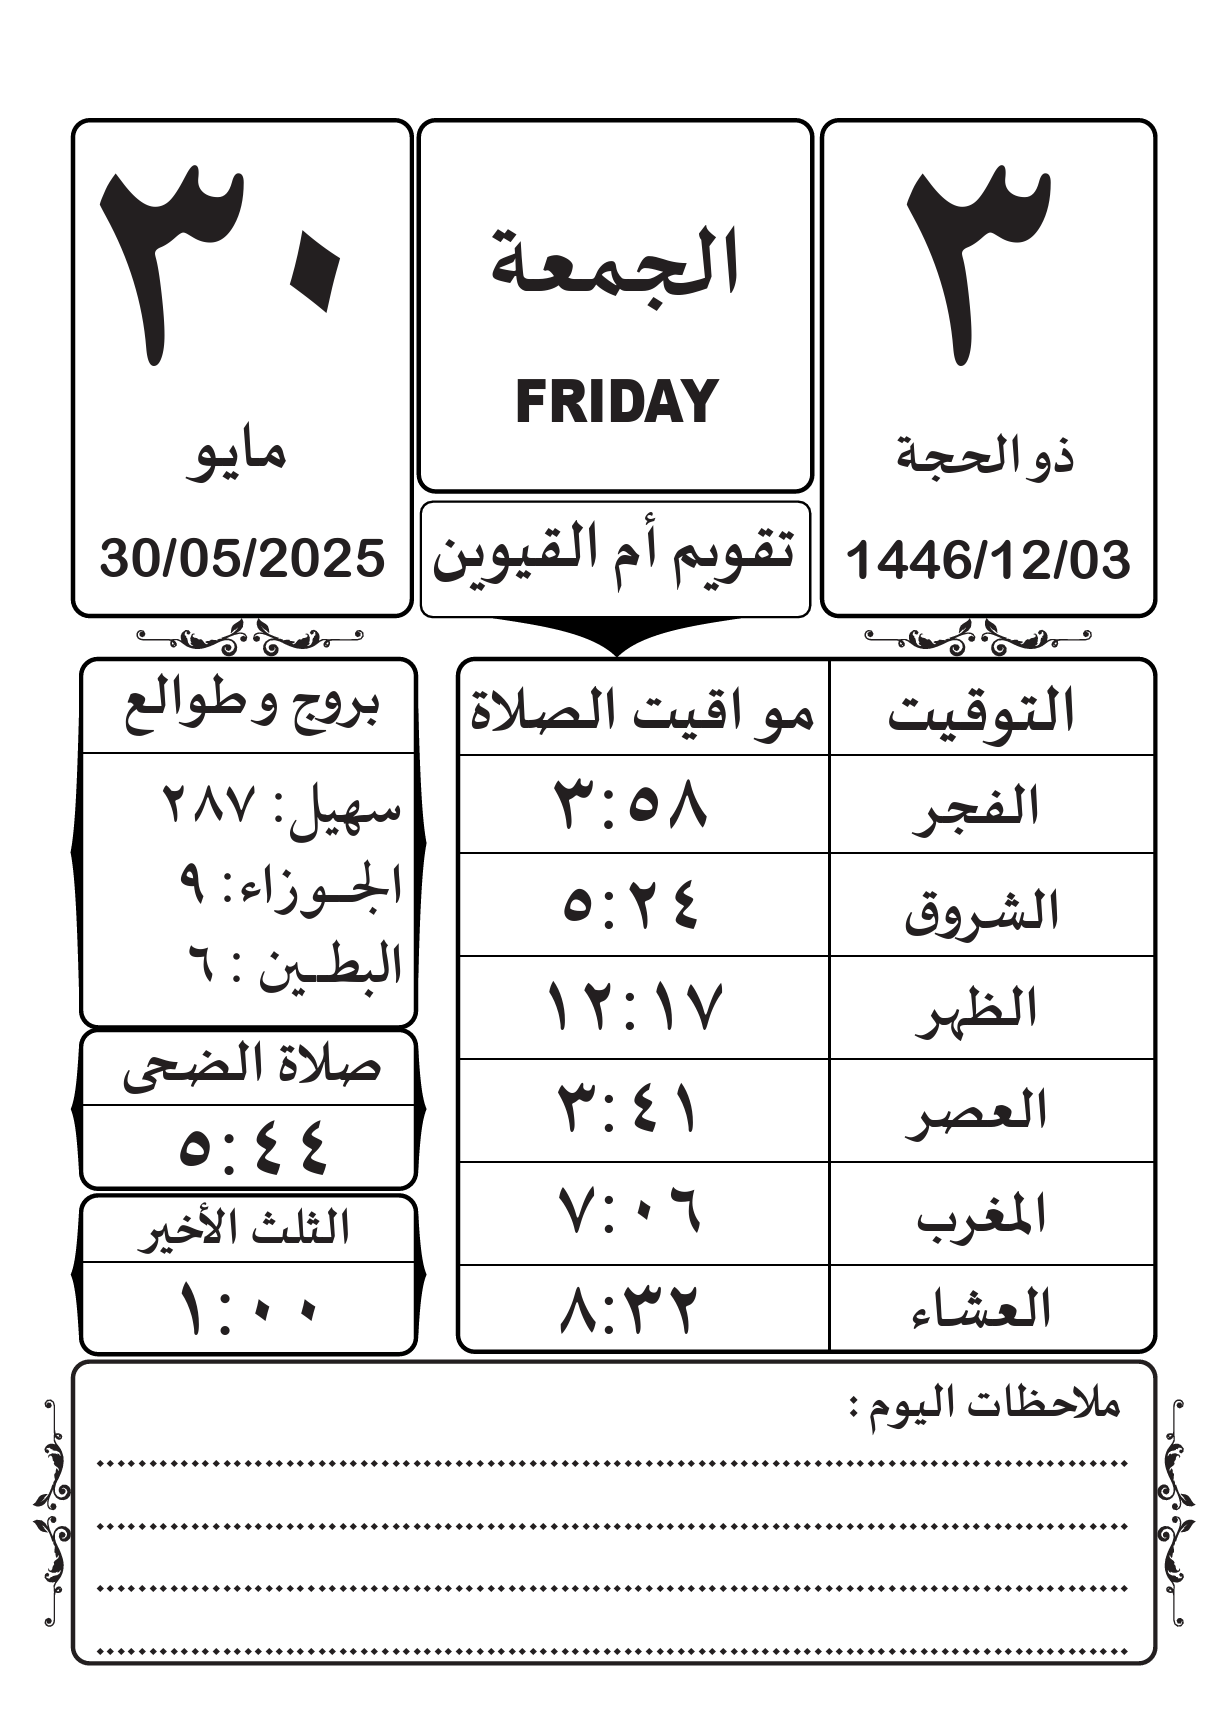 ٣
ذو الحجة
1446/12/03
الجمعة
FRIDAY
تقويم أم القيوين
٣٠
مايو
30/05/2025
التوقيت مو اقيت الصلاة
الفجر ٣:٥٨
الشروق ٥:٢٤
الظهر ١٢:١٧
العصر ٣:٤١
المغرب ٧:٠٦
العشاء ٨:٣٢
بروج وطوالع
سهيل: ٢٨٧
الجـوزاء: ٩
البطـين : ٦
صلاة الضحى
٥:٤٤
الثلث الأخير
١:٠٠
ملاحظات اليوم :